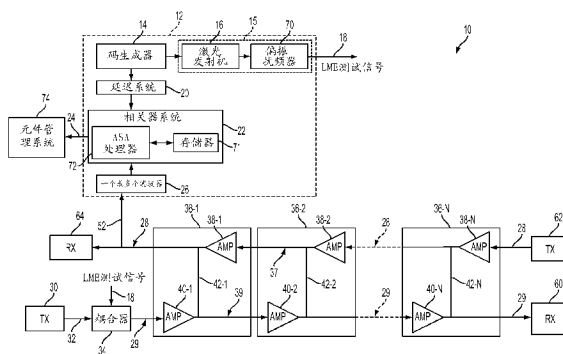 12
14
15
16
70
18
10
码生成器
激光发射机
偏振扰频器
LME测试信号
延迟系统
20
74
24
相关器系统
22
元件管理系统
ASA处理器
存储器
71
72
一个或多个滤波器
26
52
64
28
36-1
38-1
36-2
38-2
36-N
38-N
62
RX
AMP
AMP
26
AMP
28
TX
37
LME测试信号
42-1
42-2
42-N
30
18
40-1
39
40-2
40-N
60
TX
耦合器
AMP
AMP
AMP
RX
32
34
29
29
29